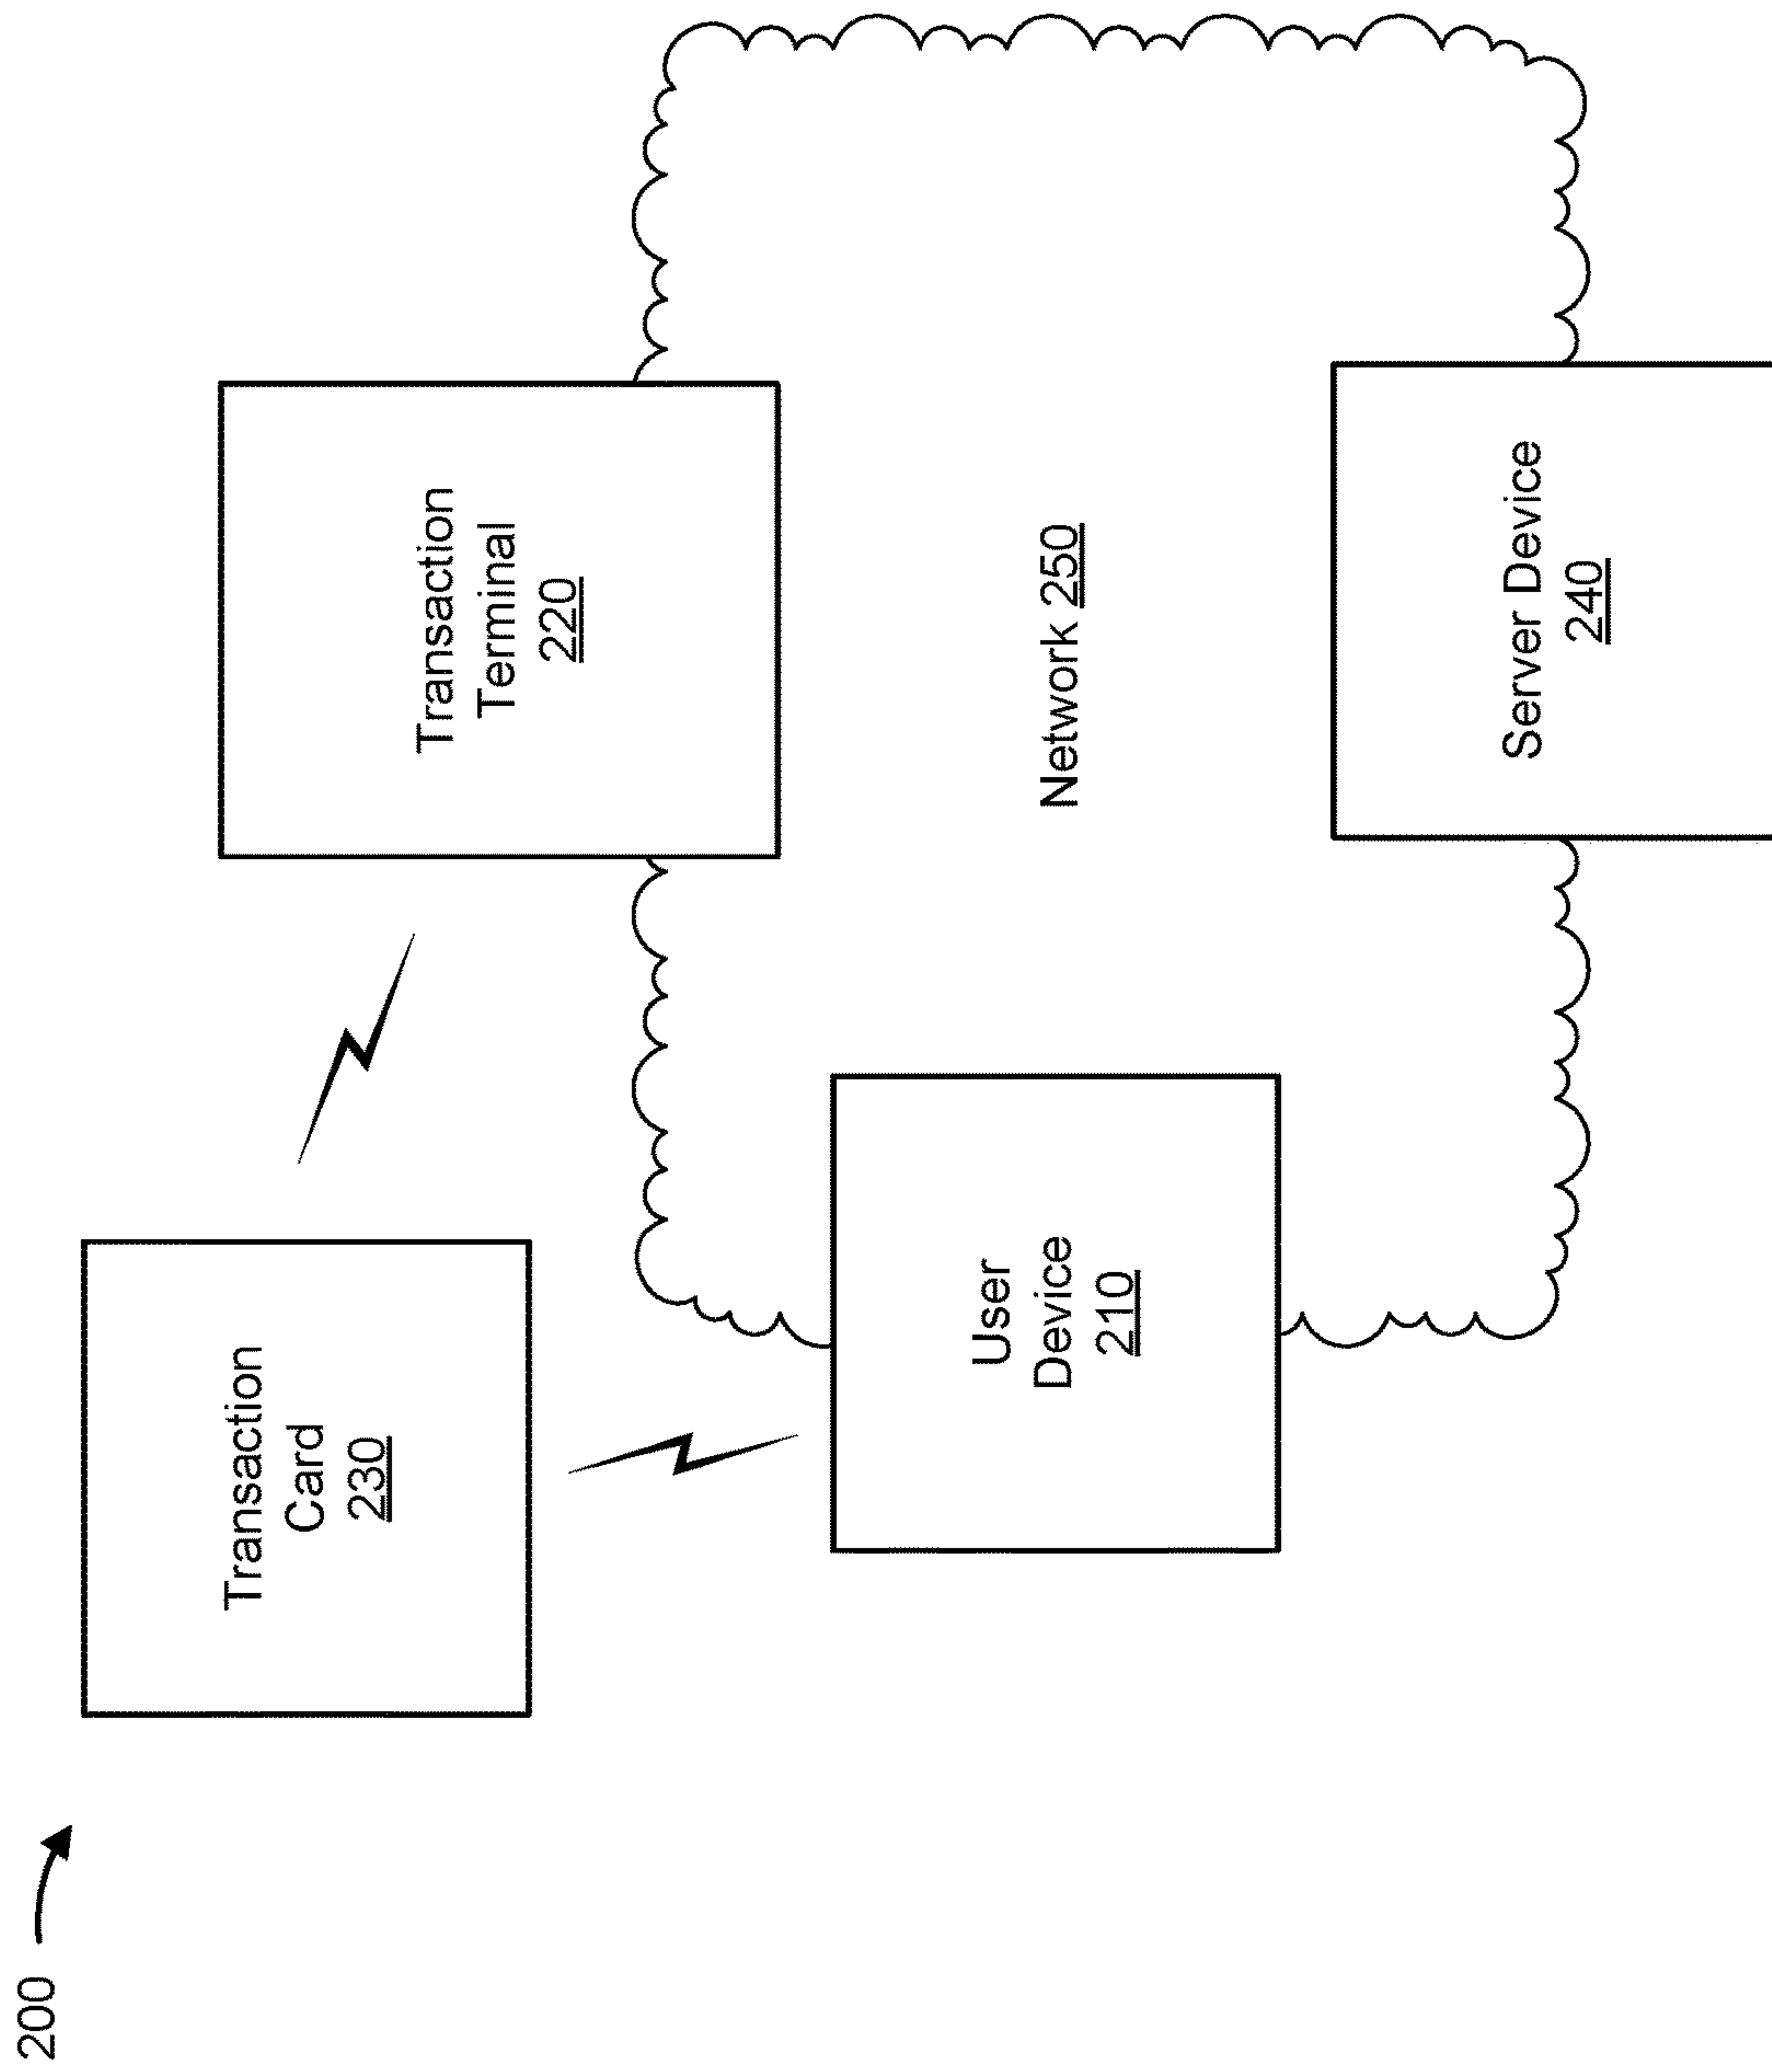 200
Transaction
Card
230
Transaction
Terminal
220
User
Device
210
Network 250
Server Device
240